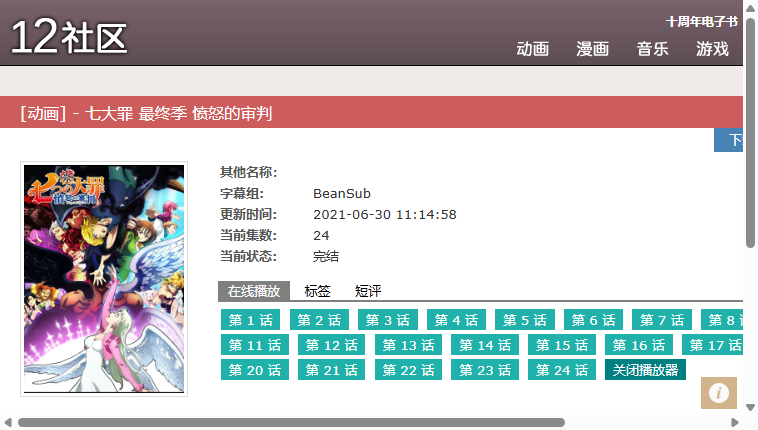 十周年电子书
12社区
动画 漫画 音乐 游戏
[动画] - 七大罪 最终季 愤怒的审判
其他名称:
字幕组: BeanSub
更新时间: 2021-06-30 11:14:58
当前集数: 24
当前状态: 完结
七つの大罪
憤怒の審判
在线播放 标签 短评
第 1 话 第 2 话 第 3 话 第 4 话 第 5 话 第 6 话 第 7 话 第 8
第 11 话 第 12 话 第 13 话 第 14 话 第 15 话 第 16 话 第 17 话
第 20 话 第 21 话 第 22 话 第 23 话 第 24 话 关闭播放器